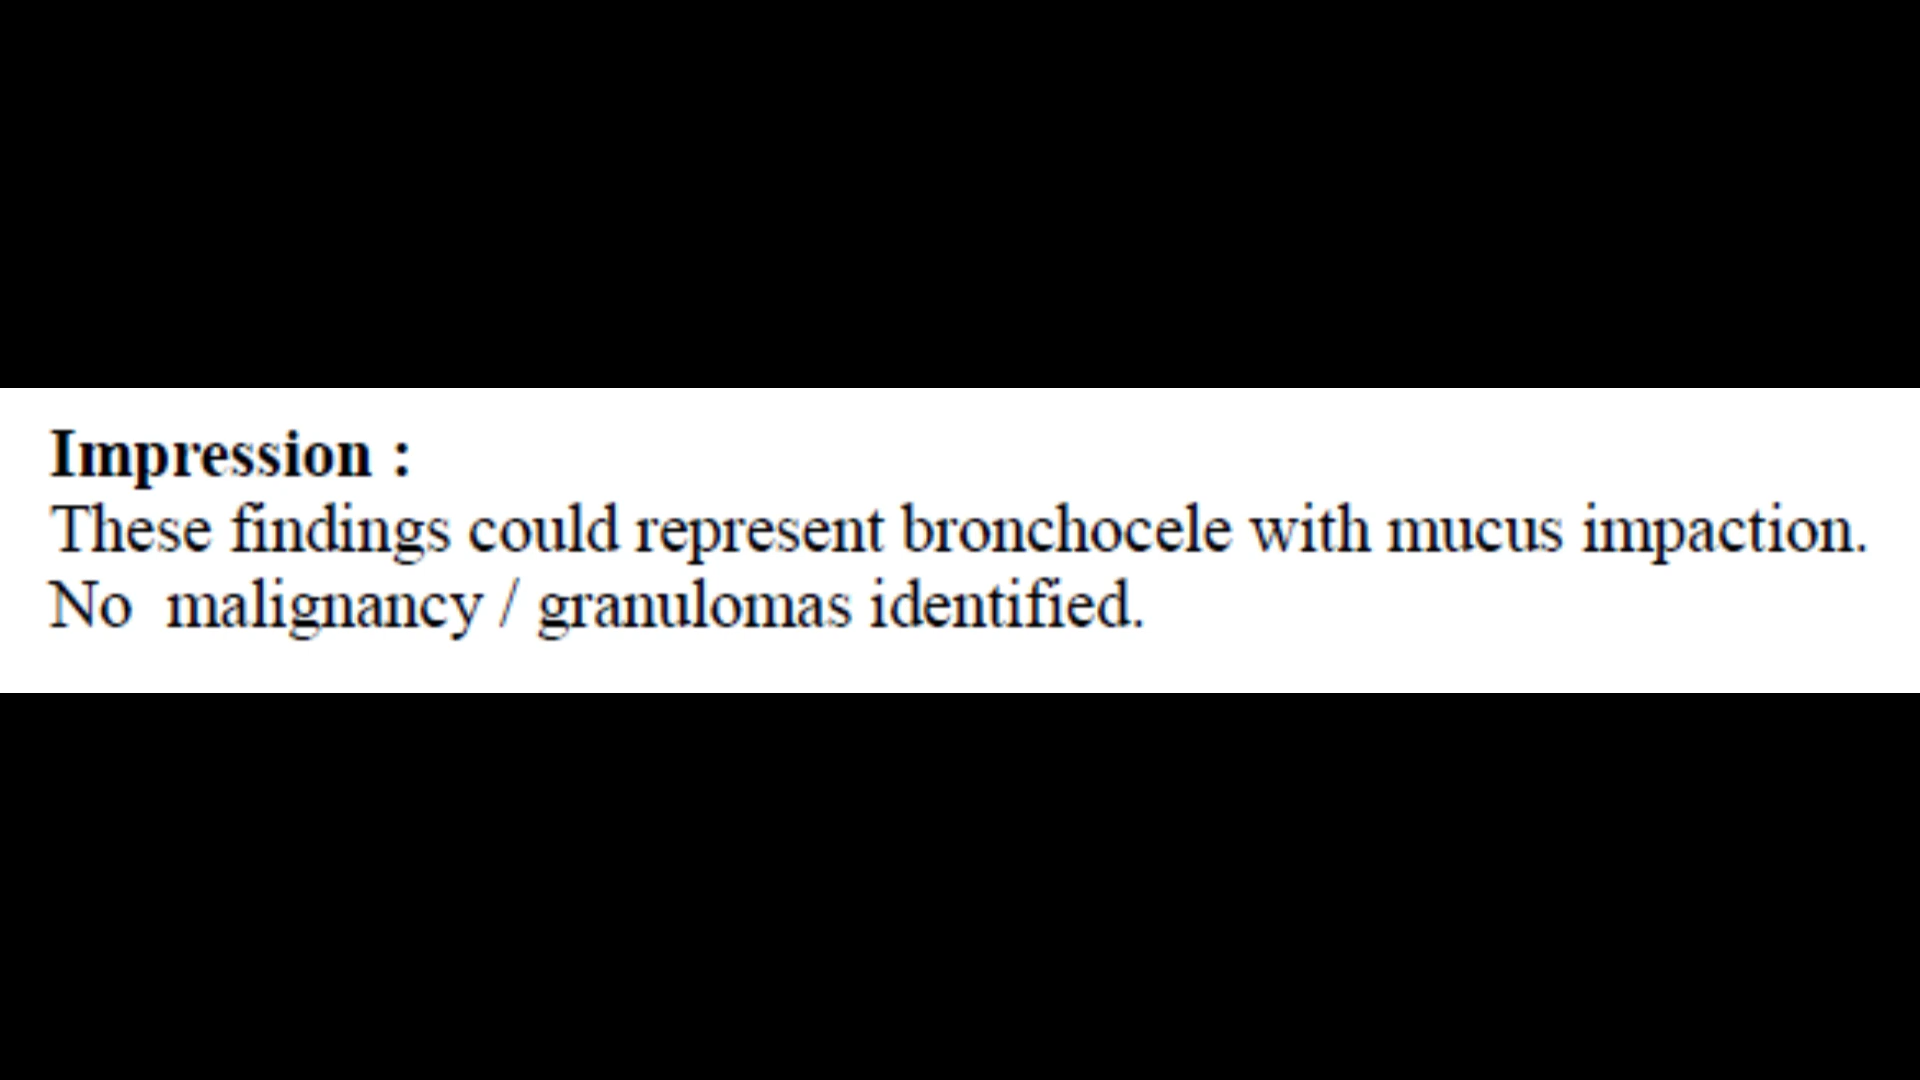 Impression :
These findings could represent bronchocele with mucus impaction.
No  malignancy / granulomas identified.